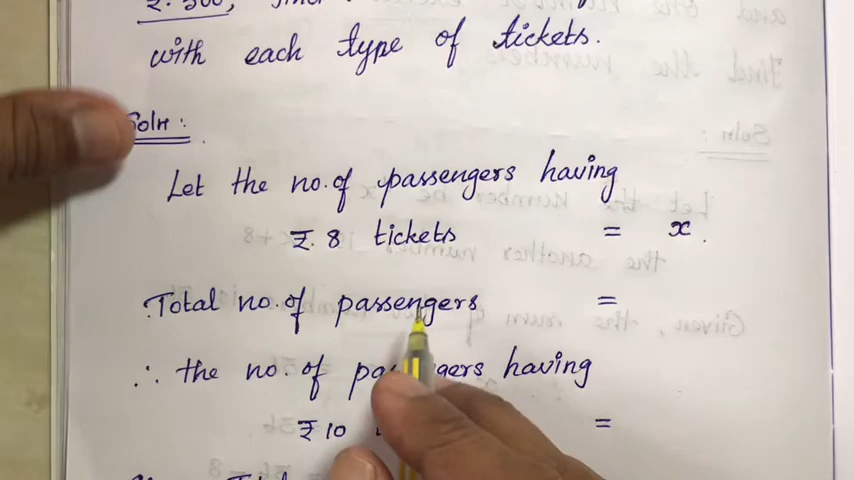 with each type of tickets.
Soln :
Let the no. of passengers having
₹. 8 tickets = x .
Total no. of passengers =
∴ the no. of passengers having
₹ 10 =